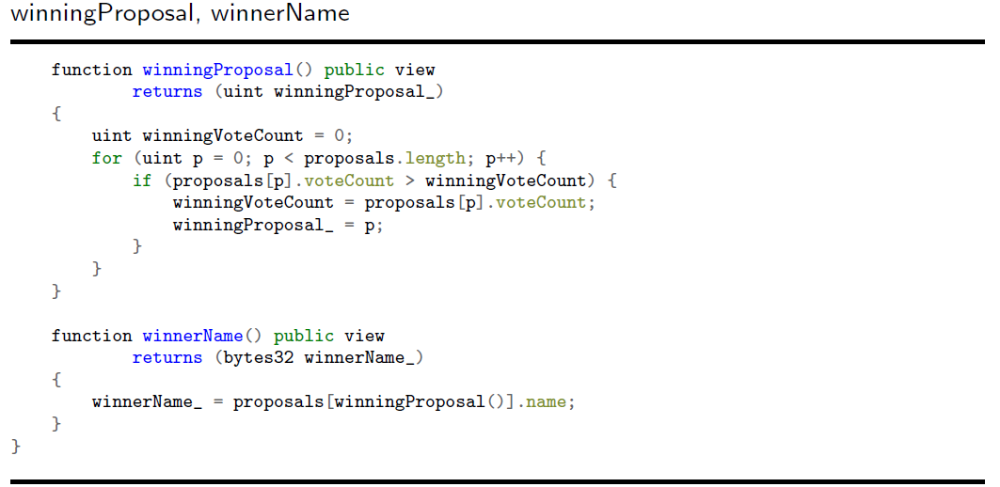 winningProposal, winnerName
function winningProposal() public view
returns (uint winningProposal_)
{
uint winningVoteCount = 0;
for (uint p = 0; p < proposals.length; p++) {
if (proposals[p].voteCount > winningVoteCount) {
winningVoteCount = proposals[p].voteCount;
winningProposal_ = p;
}
}
}
function winnerName() public view
returns (bytes32 winnerName_)
{
winnerName_ = proposals[winningProposal()].name;
}
}